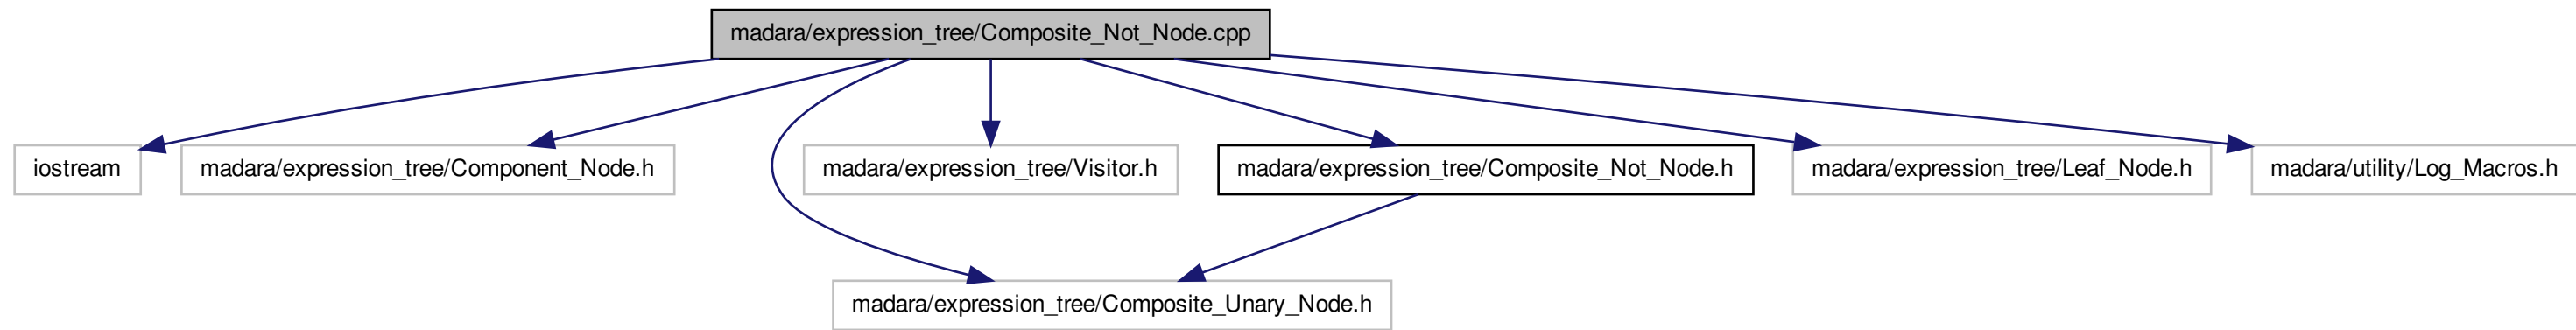 madara/expression_tree/Composite_Not_Node.cpp
iostream
madara/expression_tree/Component_Node.h
madara/expression_tree/Visitor.h
madara/expression_tree/Composite_Not_Node.h
madara/expression_tree/Leaf_Node.h
madara/utility/Log_Macros.h
madara/expression_tree/Composite_Unary_Node.h